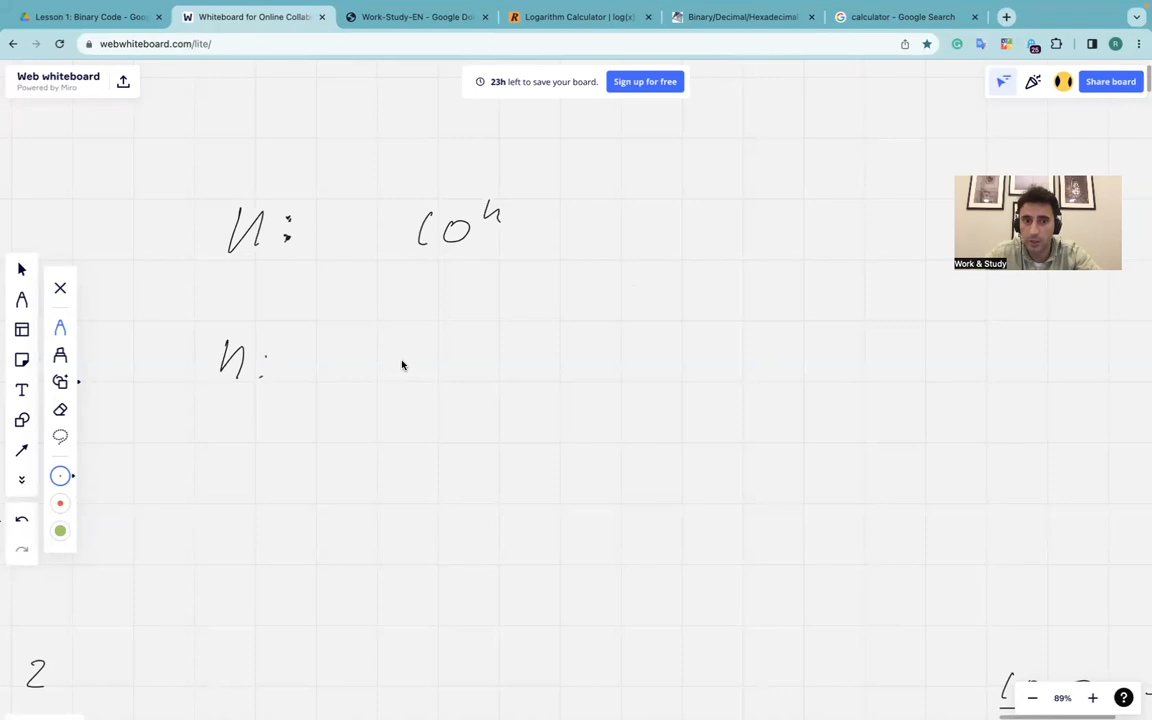 Lesson 1: Binary Code - Goo
Whiteboard for Online Collab
Work-Study-EN - Google Do
Logarithm Calculator | log(x)
Binary/Decimal/Hexadecimal
calculator - Google Search
webwhiteboard.com/lite/
25
R
Web whiteboard
Powered by Miro
23h left to save your board.
Sign up for free
Share board
N: 10ⁿ
Work & Study
n:
T
2
89%
?